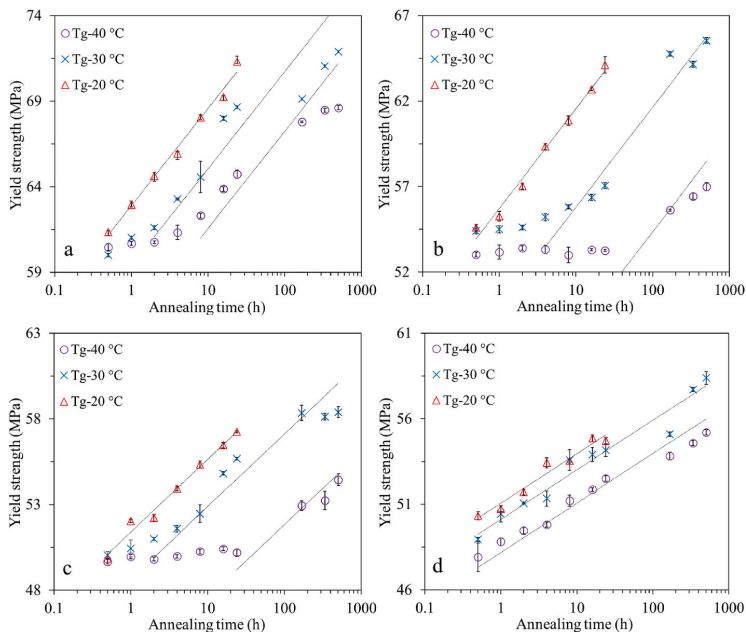 74
69
64
59
Yield strength (MPa)
Tg-40 °C
Tg-30 °C
Tg-20 °C
a
0.1 1 10 100 1000
Annealing time (h)
67
62
57
52
Yield strength (MPa)
Tg-40 °C
Tg-30 °C
Tg-20 °C
b
0.1 1 10 100 1000
Annealing time (h)
63
58
53
48
Yield strength (MPa)
Tg-40 °C
Tg-30 °C
Tg-20 °C
c
0.1 1 10 100 1000
Annealing time (h)
61
56
51
46
Yield strength (MPa)
Tg-40 °C
Tg-30 °C
Tg-20 °C
d
0.1 1 10 100 1000
Annealing time (h)